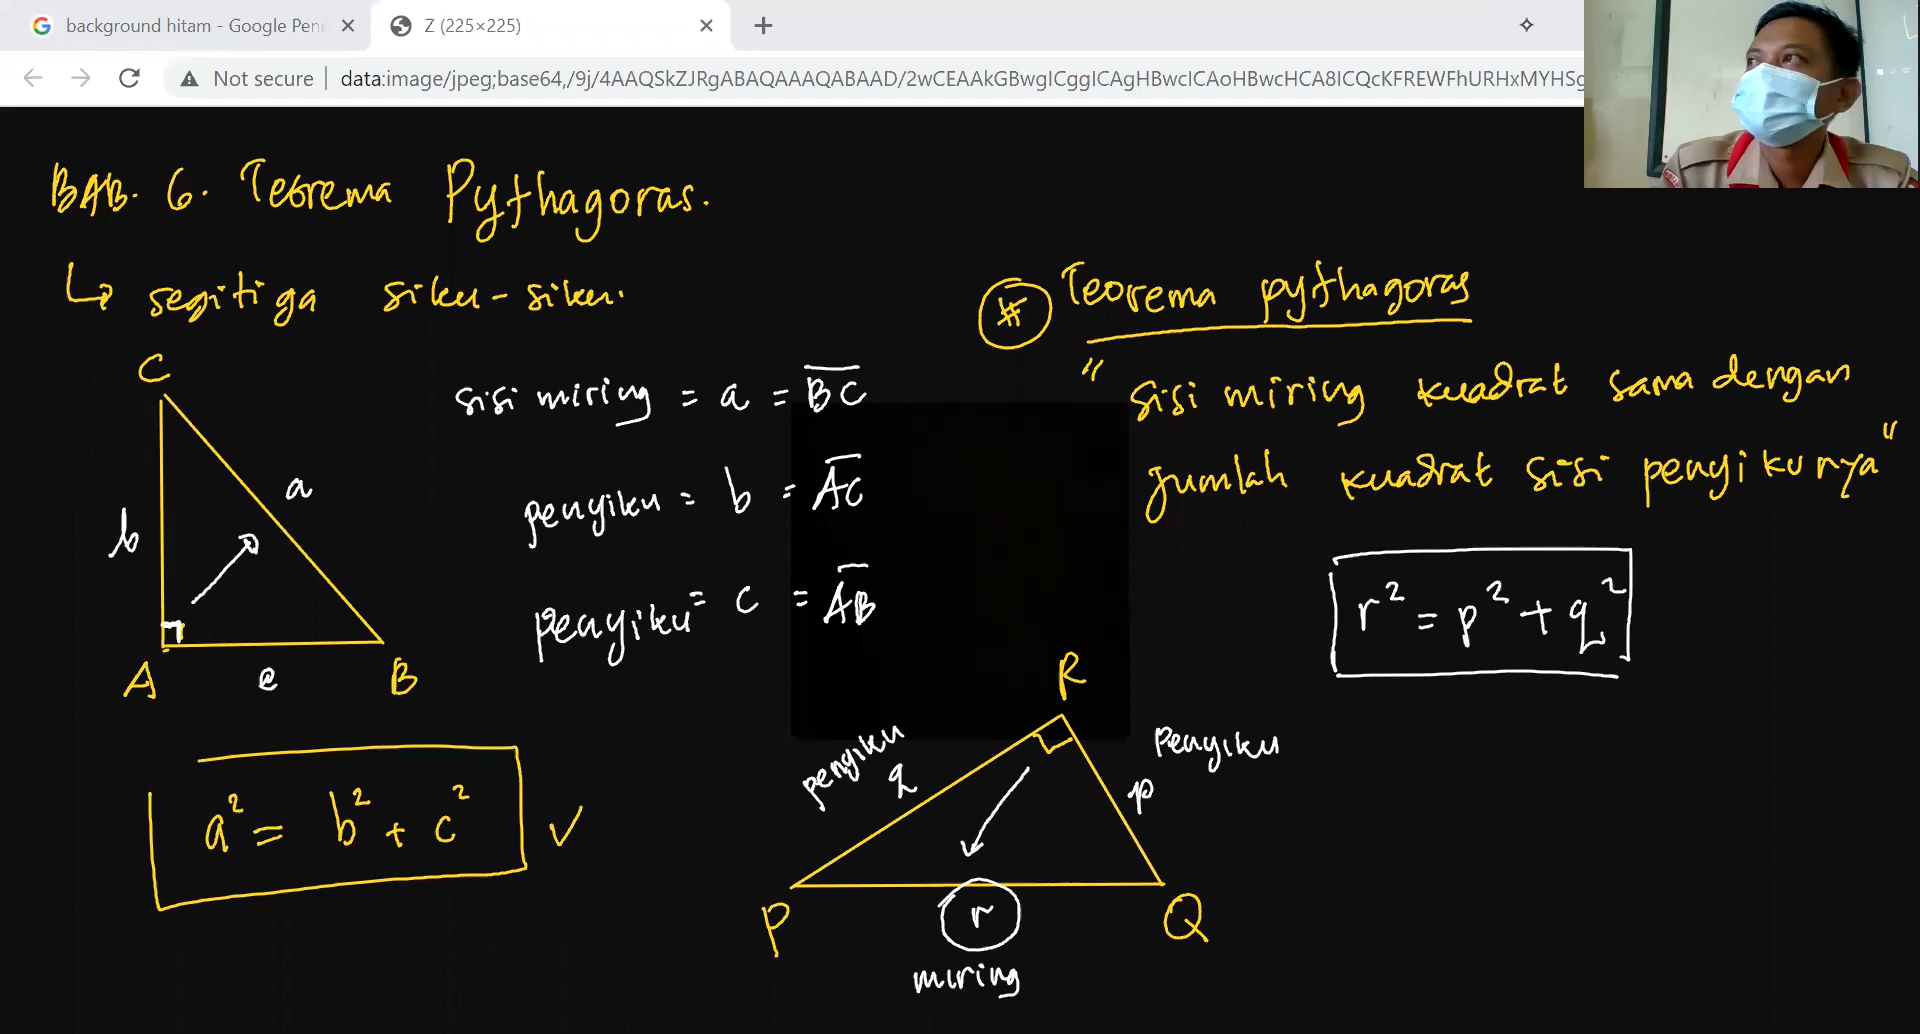 background hitam - Google Pen
Z (225×225)
Not secure
data:image/jpeg;base64,/9j/4AAQSkZJRgABAQAAAQABAAD/2wCEAAkGBwgICggICAgHBwcICAoHBwcHCA8ICQcKFREWFhURHxMYHSg
BAB. 6. Teorema Pythagoras.
↳ segitiga siku-siku.
C
b
a
A
c
B
sisi miring = a = BC
penyiku = b = AC
penyiku = c = AB
a² = b² + c² ✓
# Teorema pythagoras
" sisi miring kuadrat sama dengan
jumlah kuadrat sisi penyikunya "
r² = p² + q²
R
penyiku
q
penyiku
p
P
r
Q
miring